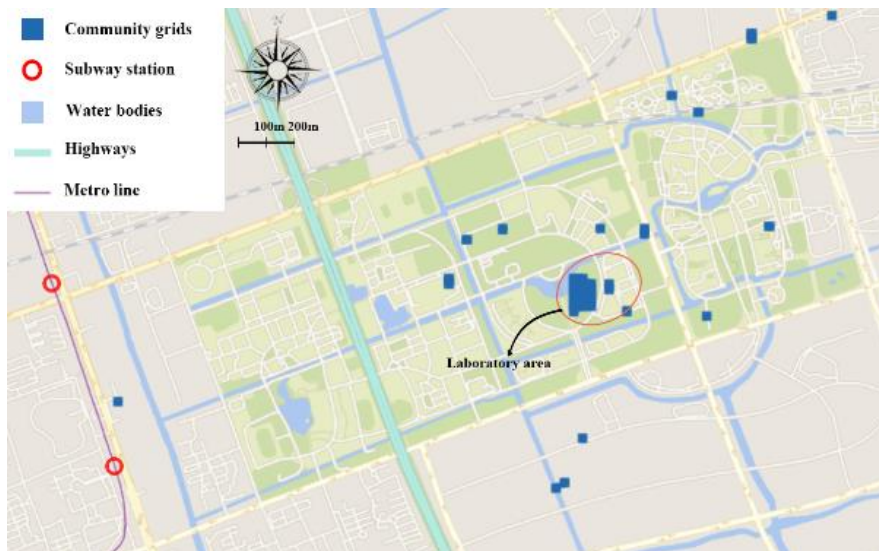 Community grids
Subway station
Water bodies
Highways
Metro line
N
100m 200m
Laboratory area